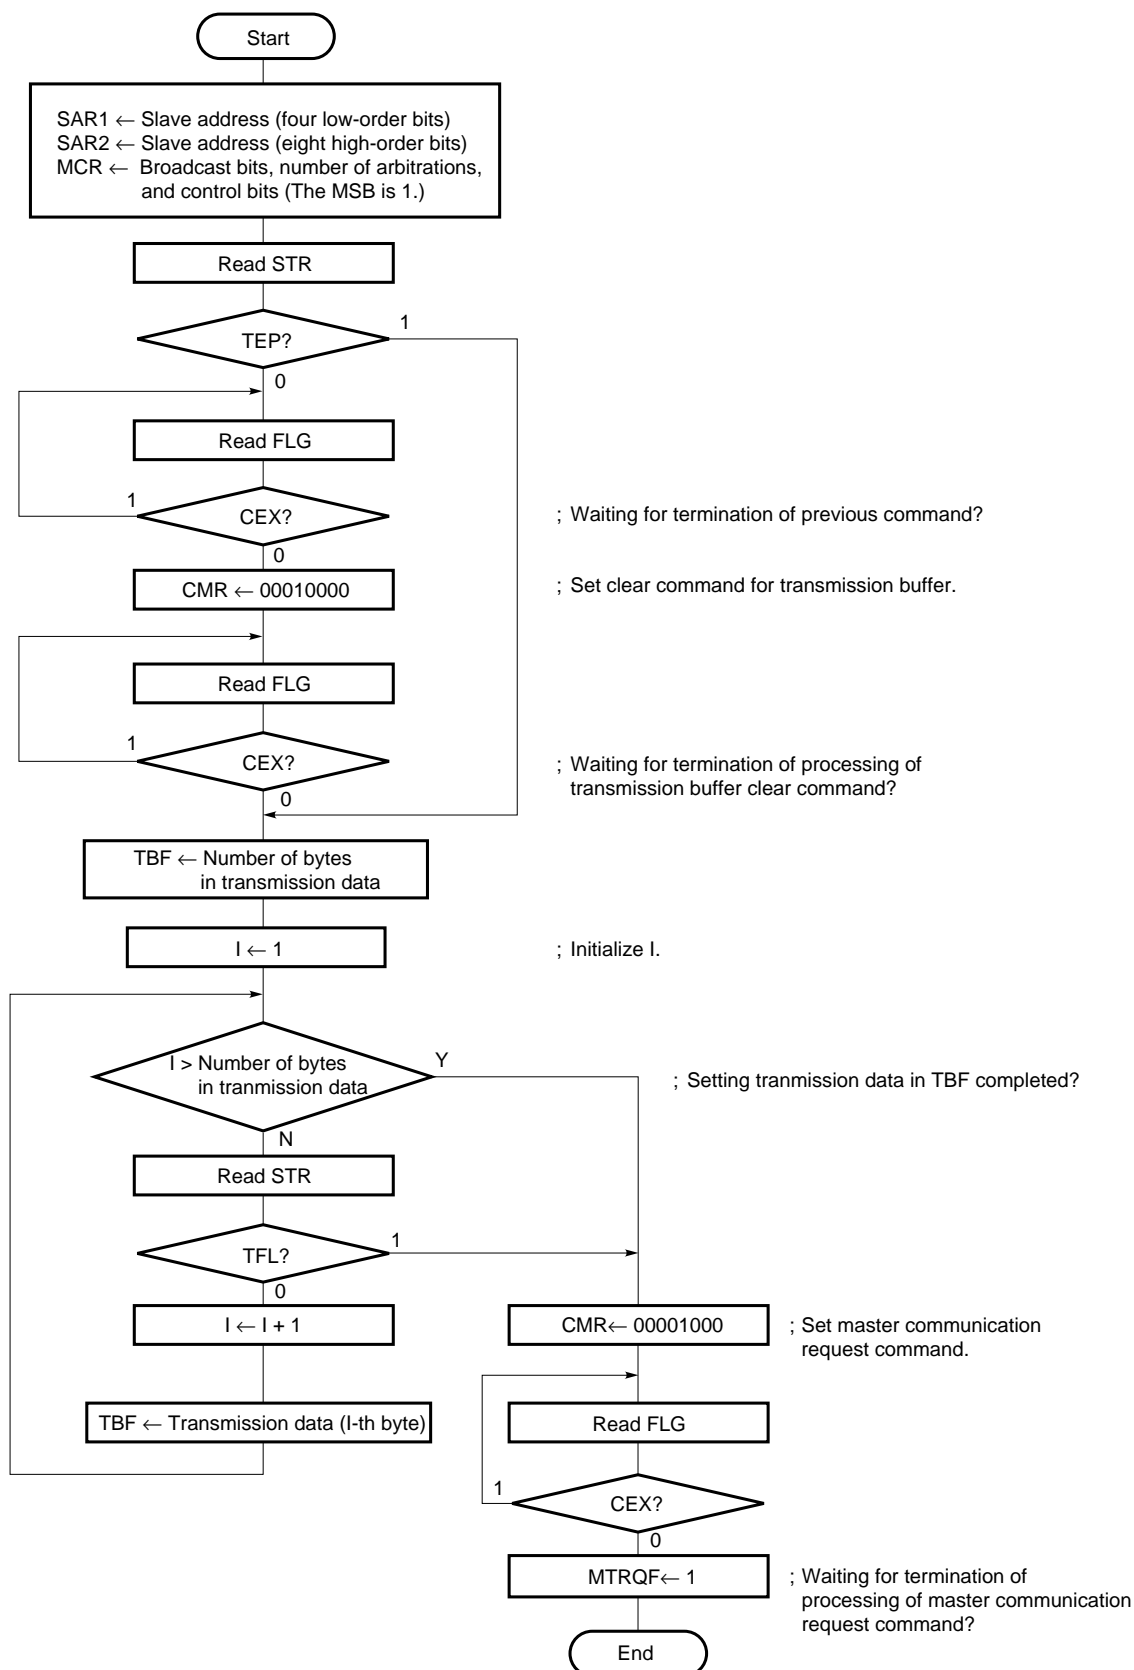 Start
SAR1 ← Slave address (four low-order bits)
SAR2 ← Slave address (eight high-order bits)
MCR ← Broadcast bits, number of arbitrations,
and control bits (The MSB is 1.)
Read STR
TEP?
1
0
Read FLG
1
CEX?
; Waiting for termination of previous command?
0
CMR ← 00010000
; Set clear command for transmission buffer.
Read FLG
1
CEX?
; Waiting for termination of processing of
transmission buffer clear command?
0
TBF ← Number of bytes
in transmission data
I ← 1
; Initialize I.
I > Number of bytes
in tranmission data
Y
; Setting tranmission data in TBF completed?
N
Read STR
TFL?
1
0
I ← I + 1
CMR← 00001000
; Set master communication
request command.
TBF ← Transmission data (I-th byte)
Read FLG
1
CEX?
0
MTRQF← 1
; Waiting for termination of
processing of master communication
request command?
End